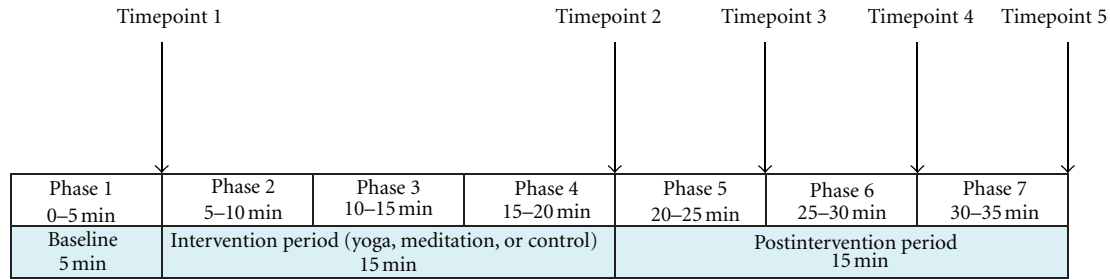 Timepoint 1 Timepoint 2 Timepoint 3 Timepoint 4 Timepoint 5
Phase 1 Phase 2 Phase 3 Phase 4 Phase 5 Phase 6 Phase 7
0–5 min 5–10 min 10–15 min 15–20 min 20–25 min 25–30 min 30–35 min
Baseline Intervention period (yoga, meditation, or control) Postintervention period
5 min 15 min 15 min